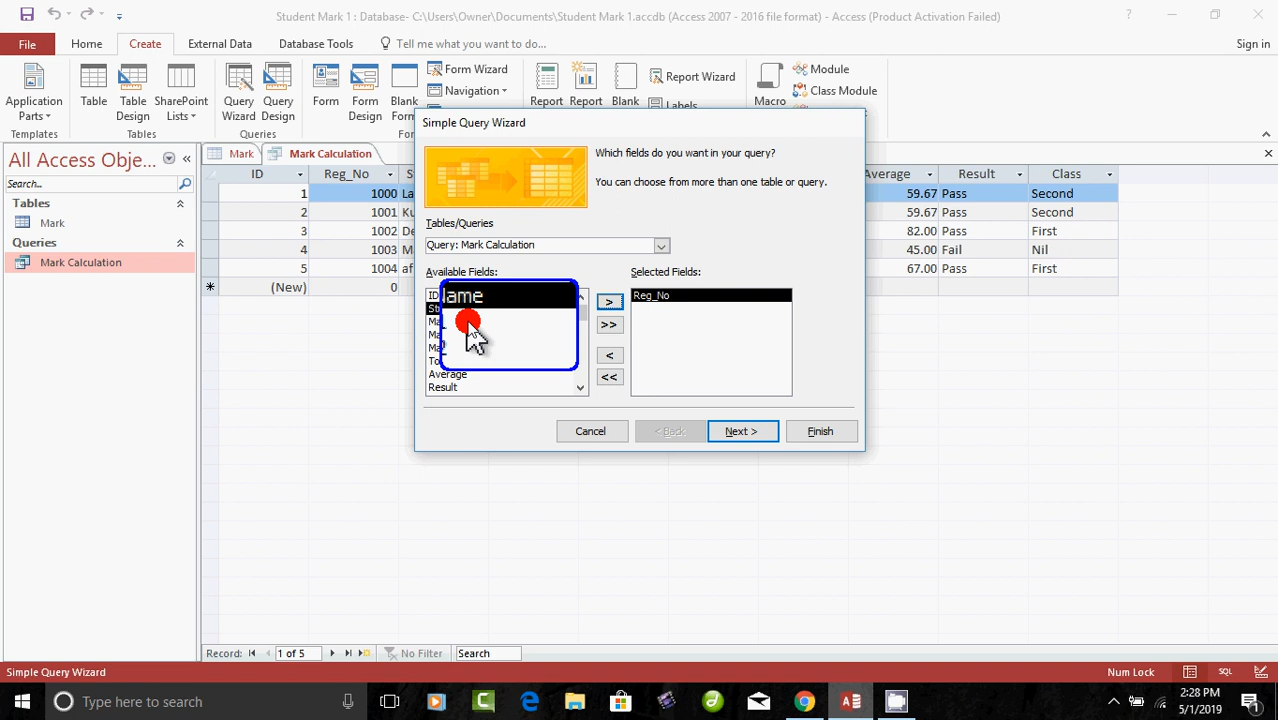 Student Mark 1 : Database- C:\Users\Owner\Documents\Student Mark 1.accdb (Access 2007 - 2016 file format) - Access (Product Activation Failed)
File Home Create External Data Database Tools Tell me what you want to do... Sign in
Application Parts
Table
Table Design
SharePoint Lists
Query Wizard
Query Design
Form
Form Design
Blank
Form Wizard
Navigation
Report
Report
Blank
Report Wizard
Labels
Macro
Module
Class Module
Templates Tables Queries
All Access Obje...
Search...
Tables
Mark
Queries
Mark Calculation
Mark Mark Calculation
ID Reg_No Average Result Class
1 1000 59.67 Pass Second
2 1001 59.67 Pass Second
3 1002 82.00 Pass First
4 1003 45.00 Fail Nil
5 1004 67.00 Pass First
(New) 0
Simple Query Wizard
Which fields do you want in your query?
You can choose from more than one table or query.
Tables/Queries
Query: Mark Calculation
Available Fields: Selected Fields:
ID
Average
Result
Reg_No
>
>>
<
<<
Cancel < Back Next > Finish
Record: 1 of 5 No Filter Search
Simple Query Wizard Num Lock SQL
Type here to search
2:28 PM
5/1/2019